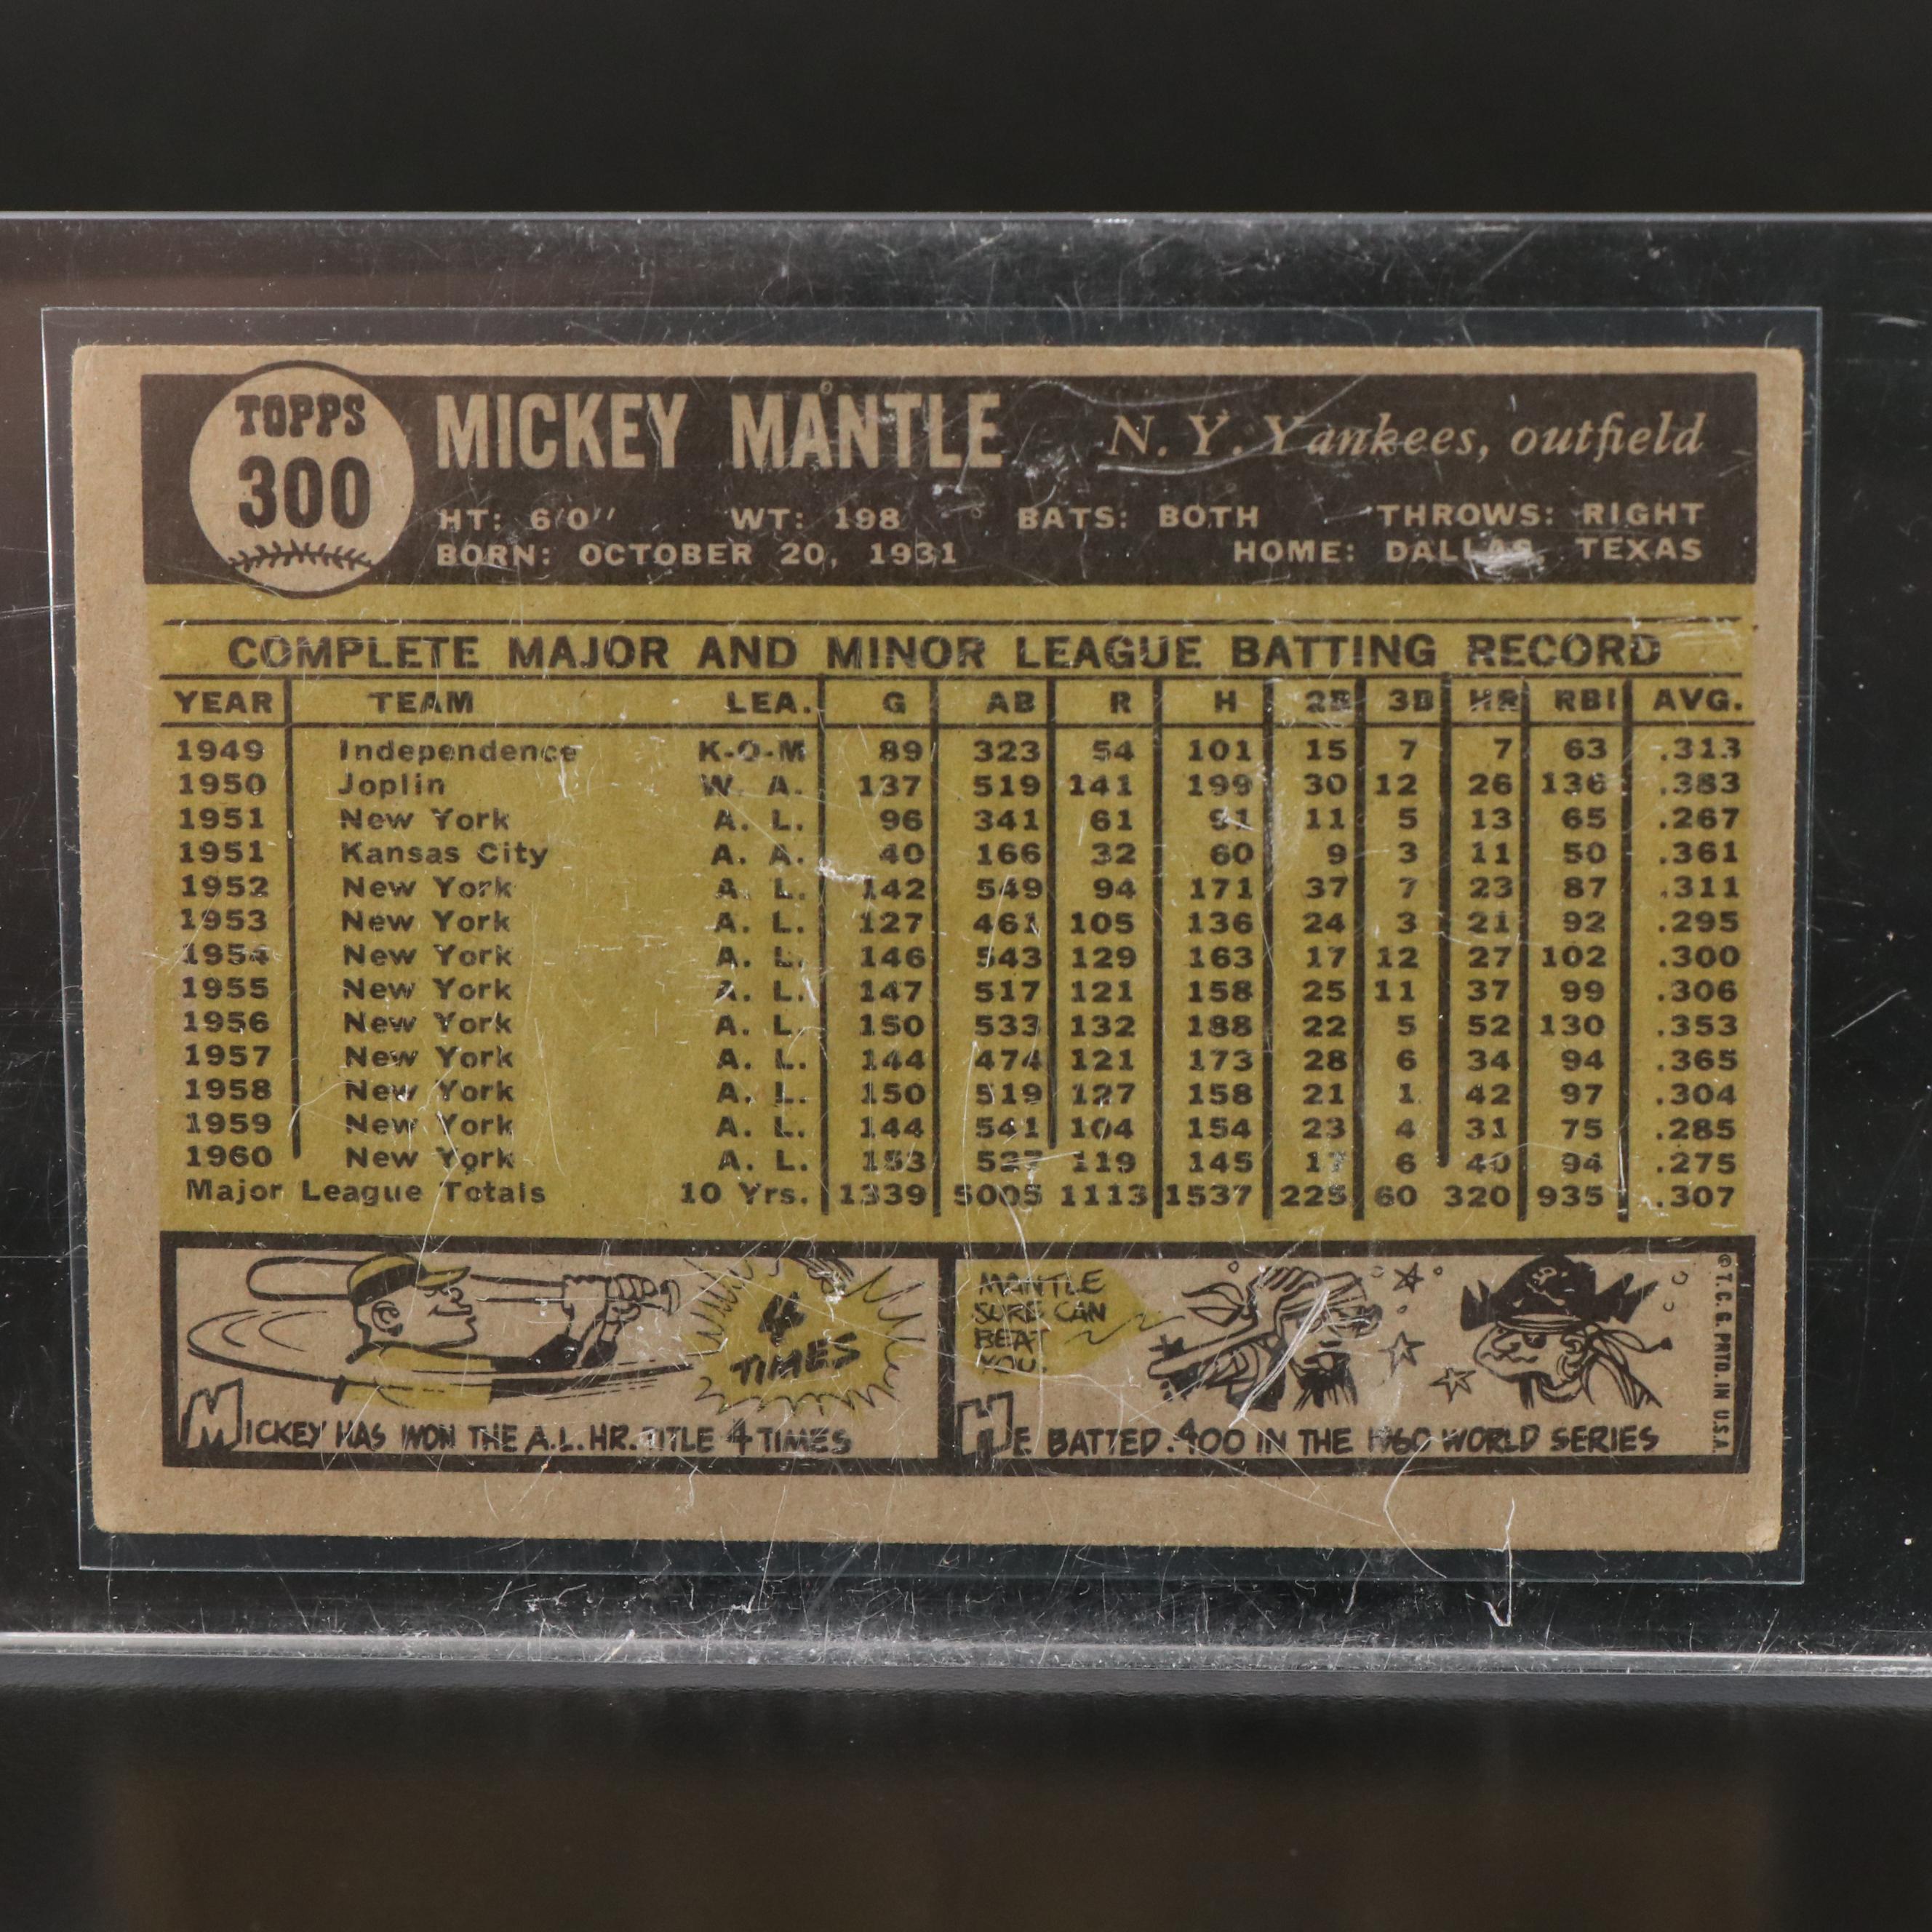 TOPPS
300
MICKEY MANTLE N. Y. Yankees, outfield
HT: 6'0'' WT: 198 BATS: BOTH THROWS: RIGHT
BORN: OCTOBER 20, 1931 HOME: DALLAS, TEXAS
COMPLETE MAJOR AND MINOR LEAGUE BATTING RECORD
YEAR TEAM LEA. G AB R H 2B 3B HR RBI AVG.
1949 Independence K-O-M 89 323 54 101 15 7 7 63 .313
1950 Joplin W. A. 137 519 141 199 30 12 26 136 .383
1951 New York A. L. 96 341 61 91 11 5 13 65 .267
1951 Kansas City A. A. 40 166 32 60 9 3 11 50 .361
1952 New York A. L. 142 549 94 171 37 7 23 87 .311
1953 New York A. L. 127 461 105 136 24 3 21 92 .295
1954 New York A. L. 146 543 129 163 17 12 27 102 .300
1955 New York A. L. 147 517 121 158 25 11 37 99 .306
1956 New York A. L. 150 533 132 188 22 5 52 130 .353
1957 New York A. L. 144 474 121 173 28 6 34 94 .365
1958 New York A. L. 150 519 127 158 21 1 42 97 .304
1959 New York A. L. 144 541 104 154 23 4 31 75 .285
1960 New York A. L. 153 527 119 145 17 6 40 94 .275
Major League Totals 10 Yrs. 1339 5005 1113 1537 225 60 320 935 .307
4
TIMES
MICKEY HAS WON THE A.L. HR. TITLE 4 TIMES
MANTLE
SURE CAN
BEAT
YOU.
HE BATTED .400 IN THE 1960 WORLD SERIES
© T. C. G. PRTD. IN U.S.A.